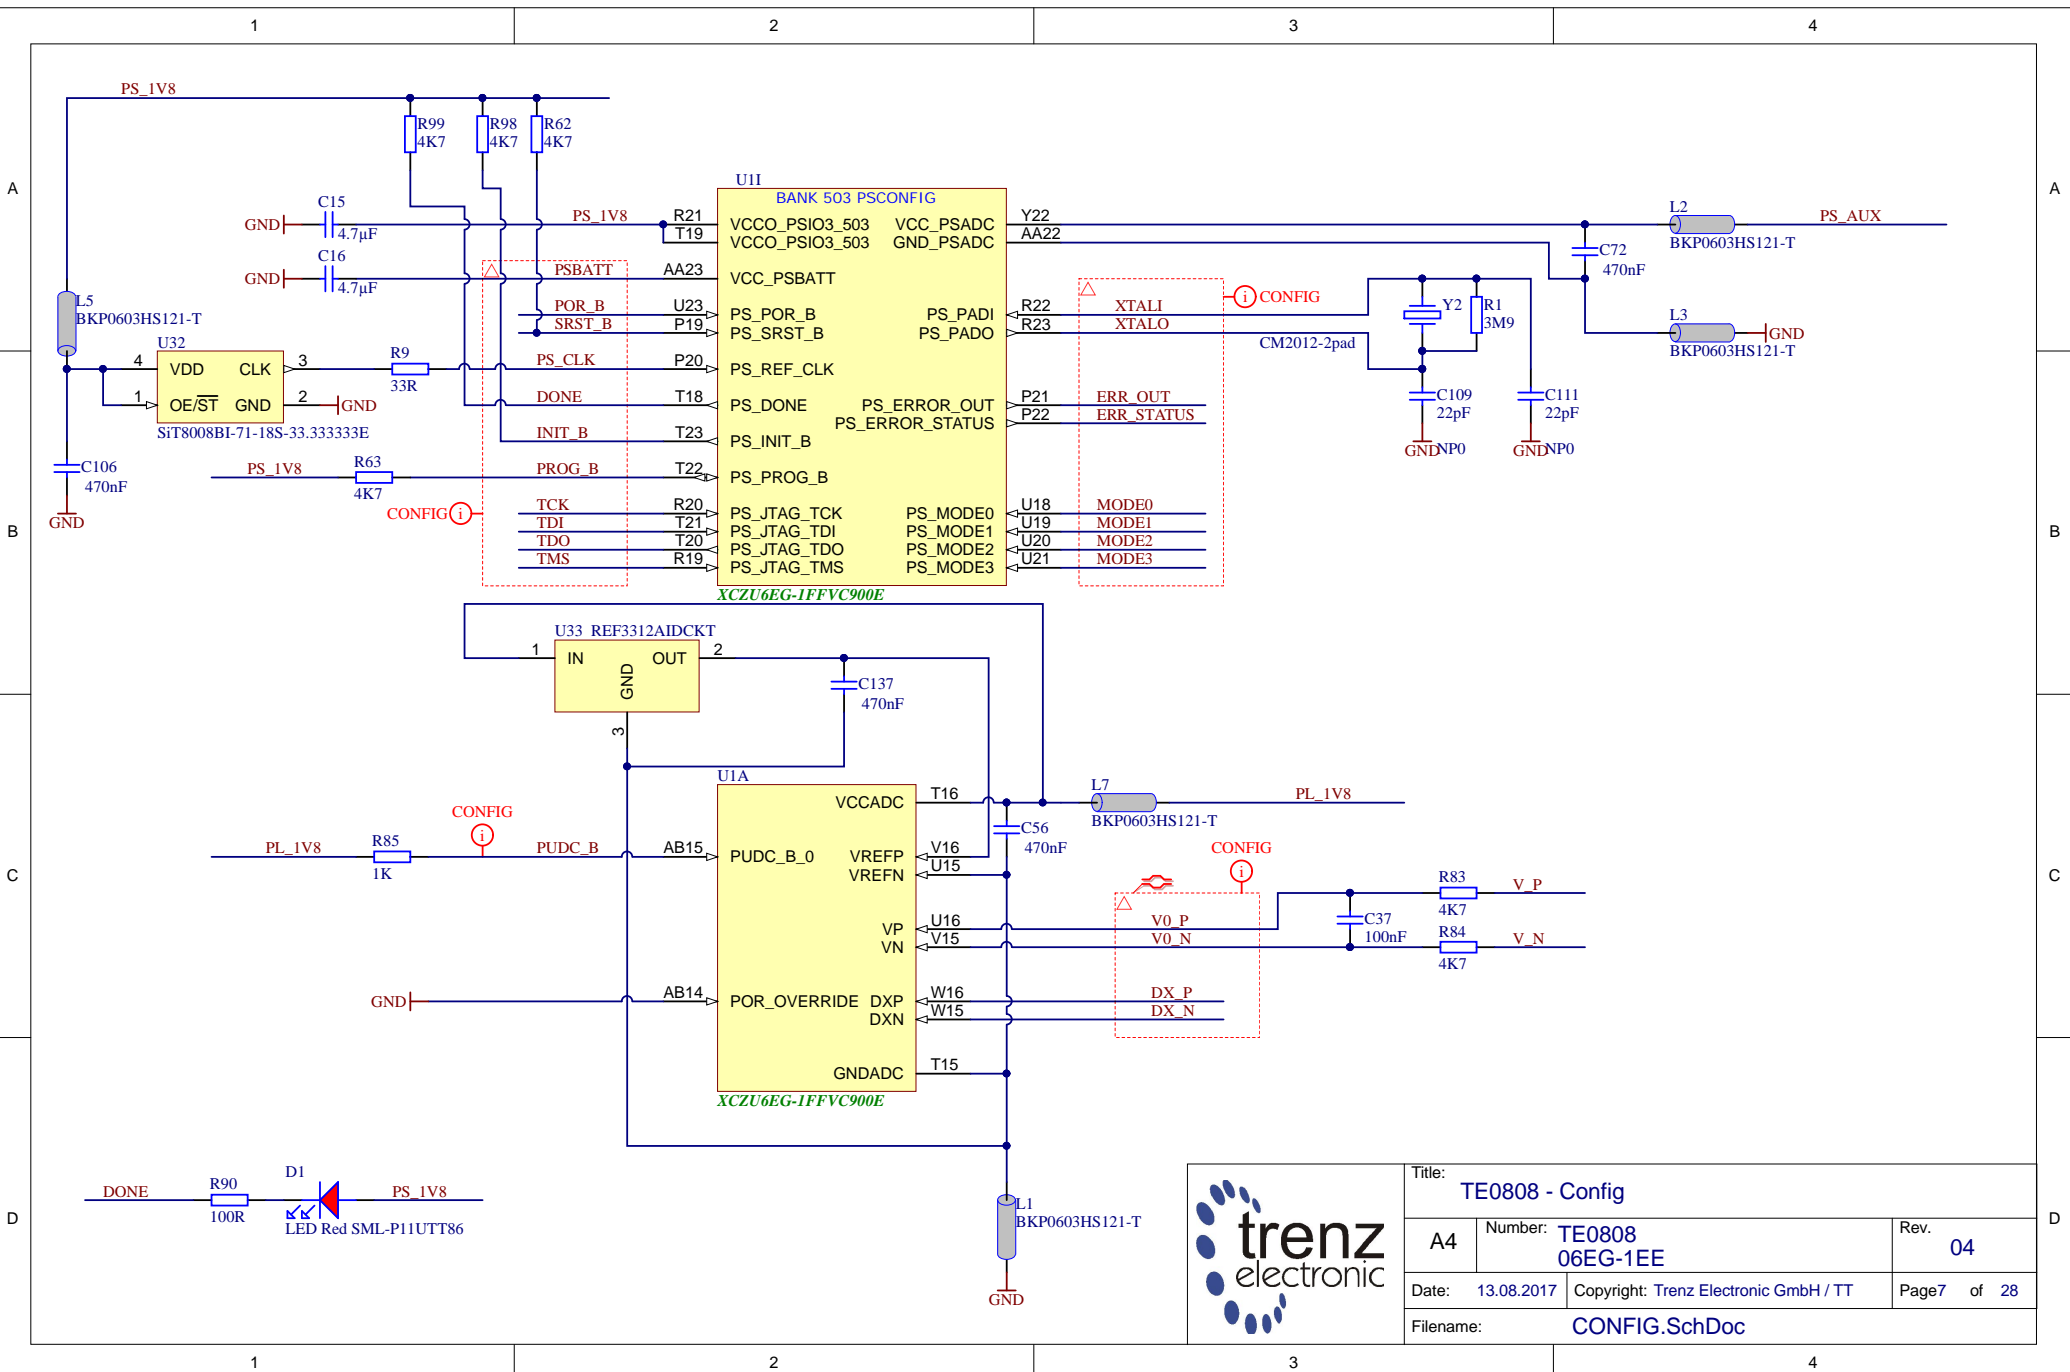 1 2 3 4
PS_1V8
R99 R98 R62
4K7 4K7 4K7
A A
U1I
BANK 503 PSCONFIG
C15
GND 4.7µF PS_1V8 R21 VCCO_PSIO3_503 VCC_PSADC Y22
T19 VCCO_PSIO3_503 GND_PSADC AA22
L2 PS_AUX
BKP0603HS121-T
C72
470nF
C16
GND 4.7µF PSBATT AA23 VCC_PSBATT
L5
BKP0603HS121-T
POR_B U23 PS_POR_B PS_PADI R22 XTALI
SRST_B P19 PS_SRST_B PS_PADO R23 XTALO
CONFIG
Y2 R1
3M9
CM2012-2pad
L3 GND
BKP0603HS121-T
U32
4 VDD CLK 3
1 OE/ST GND 2 GND
SiT8008BI-71-18S-33.333333E
R9
33R
PS_CLK P20 PS_REF_CLK
DONE T18 PS_DONE PS_ERROR_OUT P21 ERR_OUT
PS_ERROR_STATUS P22 ERR_STATUS
INIT_B T23 PS_INIT_B
C109 C111
22pF 22pF
GND NP0 GND NP0
C106
470nF
GND
PS_1V8 R63 PROG_B T22 PS_PROG_B
4K7
CONFIG
TCK R20 PS_JTAG_TCK PS_MODE0 U18 MODE0
TDI T21 PS_JTAG_TDI PS_MODE1 U19 MODE1
TDO T20 PS_JTAG_TDO PS_MODE2 U20 MODE2
TMS R19 PS_JTAG_TMS PS_MODE3 U21 MODE3
B B
XCZU6EG-1FFVC900E
U33 REF3312AIDCKT
1 IN OUT 2
GND
3
C137
470nF
U1A
VCCADC T16
L7 PL_1V8
BKP0603HS121-T
C56
470nF
CONFIG
PL_1V8 R85 PUDC_B AB15 PUDC_B_0 VREFP V16
1K
VREFN U15
C C
CONFIG
R83 V_P
4K7
VP U16 V0_P
VN V15 V0_N
C37
100nF
R84 V_N
4K7
GND AB14 POR_OVERRIDE DXP W16 DX_P
DXN W15 DX_N
GNDADC T15
XCZU6EG-1FFVC900E
DONE R90 D1 PS_1V8
100R
LED Red SML-P11UTT86
D D
L1
BKP0603HS121-T
GND
trenz
electronic
Title:
TE0808 - Config
A4
Number: TE0808
06EG-1EE
Rev.
04
Date: 13.08.2017 Copyright: Trenz Electronic GmbH / TT Page7 of 28
Filename: CONFIG.SchDoc
1 2 3 4